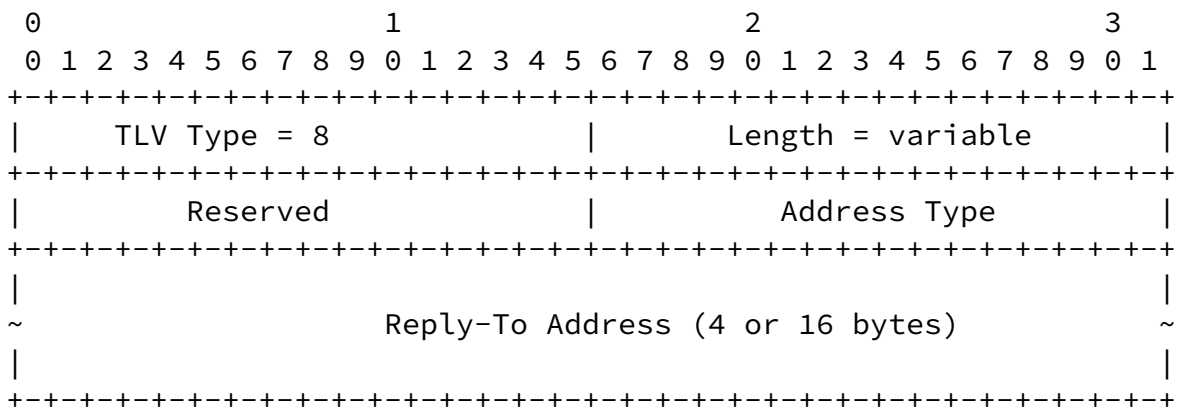 0                   1                   2                   3
 0 1 2 3 4 5 6 7 8 9 0 1 2 3 4 5 6 7 8 9 0 1 2 3 4 5 6 7 8 9 0 1
+-+-+-+-+-+-+-+-+-+-+-+-+-+-+-+-+-+-+-+-+-+-+-+-+-+-+-+-+-+-+-+-+
|     TLV Type = 8              |       Length = variable       |
+-+-+-+-+-+-+-+-+-+-+-+-+-+-+-+-+-+-+-+-+-+-+-+-+-+-+-+-+-+-+-+-+
|         Reserved              |          Address Type         |
+-+-+-+-+-+-+-+-+-+-+-+-+-+-+-+-+-+-+-+-+-+-+-+-+-+-+-+-+-+-+-+-+
|                                                               |
~                    Reply-To Address (4 or 16 bytes)           ~
|                                                               |
+-+-+-+-+-+-+-+-+-+-+-+-+-+-+-+-+-+-+-+-+-+-+-+-+-+-+-+-+-+-+-+-+